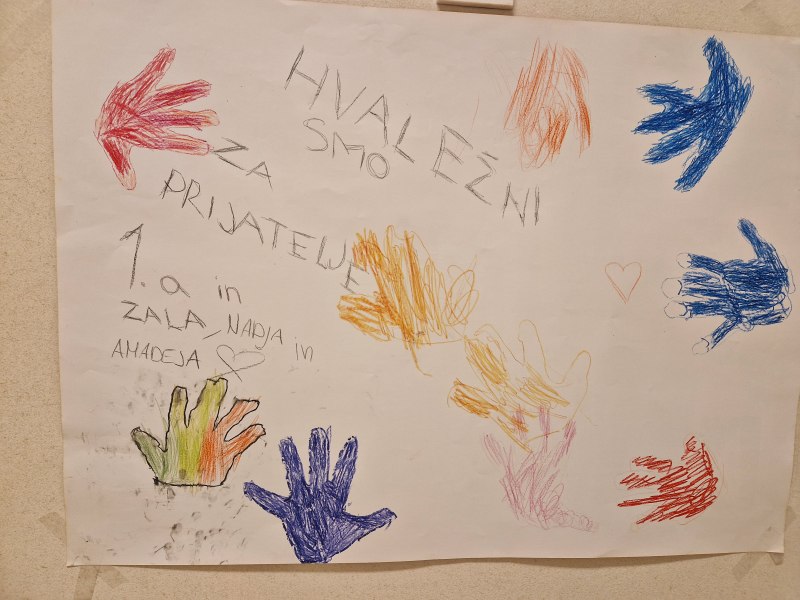 HVALEŽNI
SMO
ZA
PRIJATELJE
1. a in
ZALA, NADJA in
AMADEJA